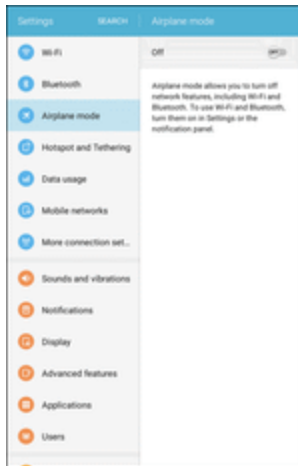 Settings
SEARCH
Airplane mode
Wi-Fi
Bluetooth
Airplane mode
Hotspot and Tethering
Data usage
Mobile networks
More connection set...
Sounds and vibrations
Notifications
Display
Advanced features
Applications
Users
Off
OFF
Airplane mode allows you to turn off
network features, including Wi-Fi and
Bluetooth. To use Wi-Fi and Bluetooth,
turn them on in Settings or the
notification panel.